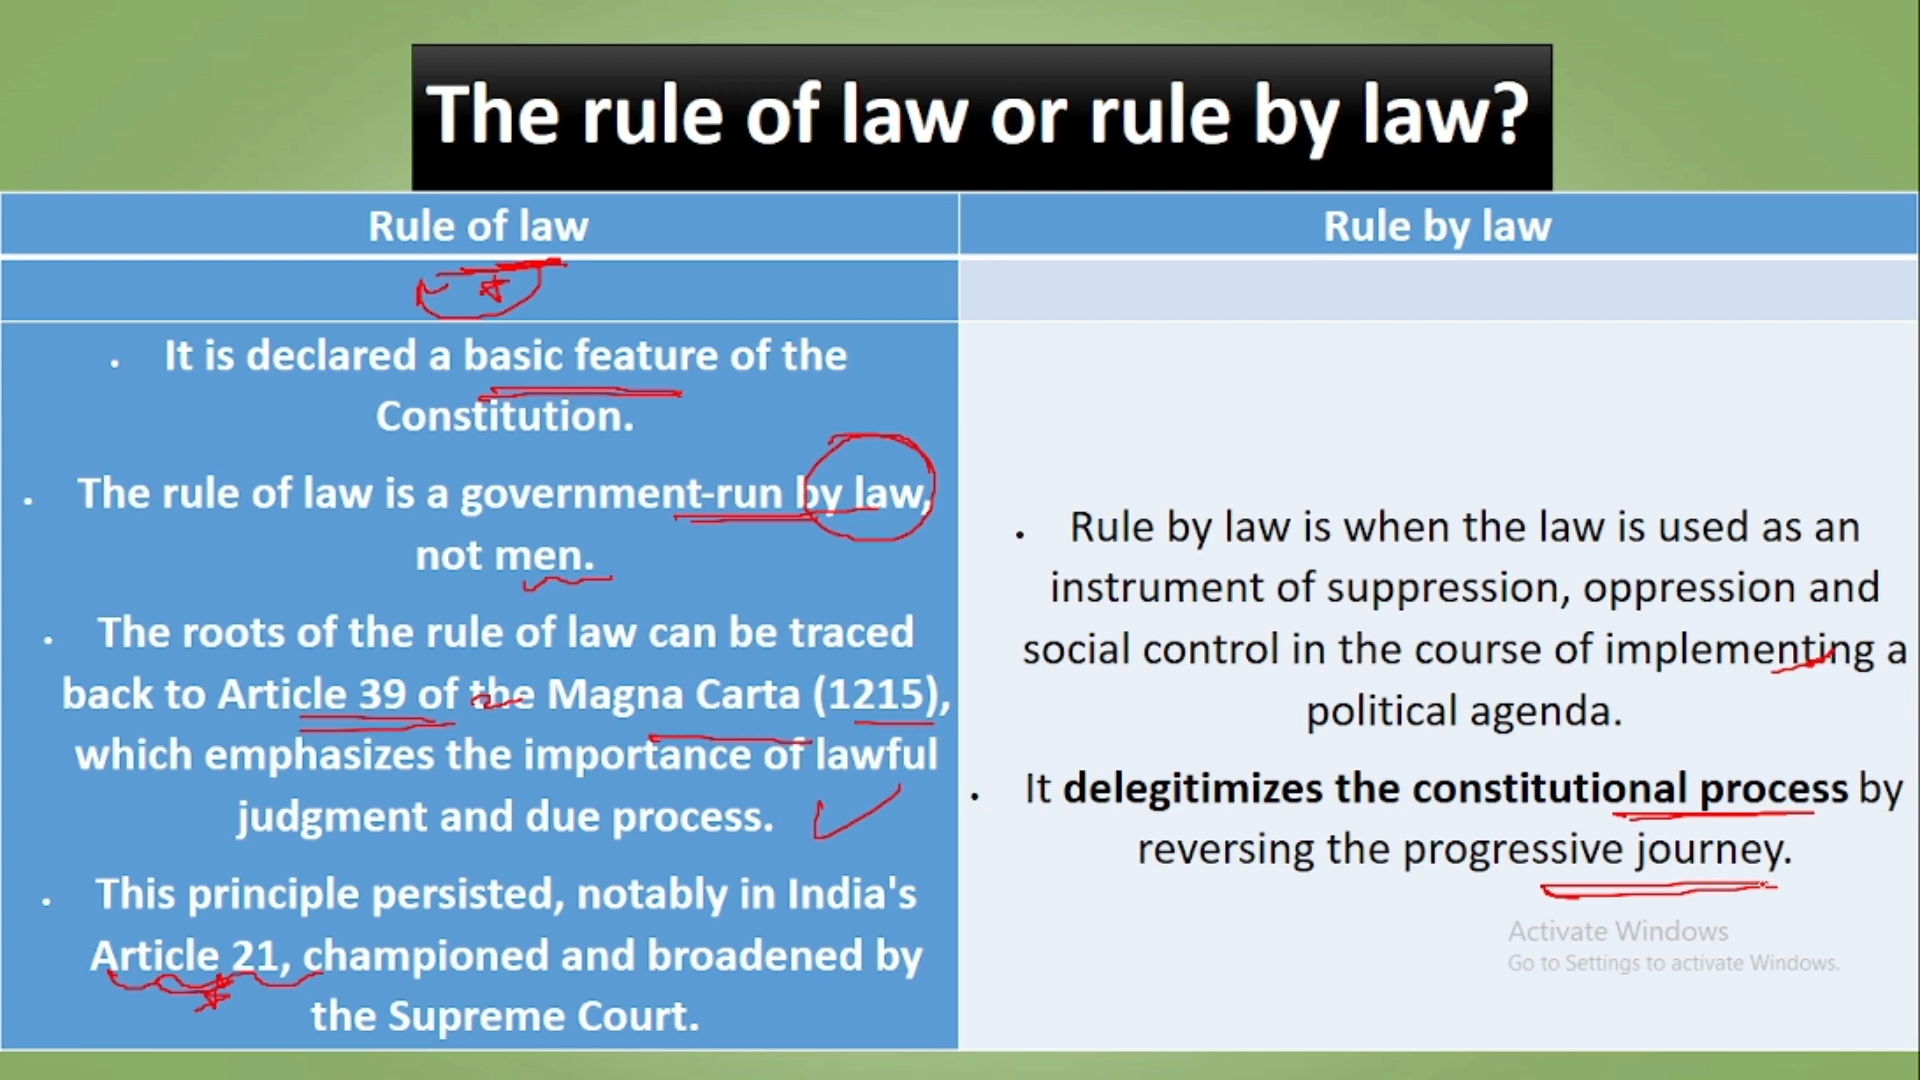 The rule of law or rule by law?
Rule of law
Rule by law
• It is declared a basic feature of the
Constitution.
• The rule of law is a government-run by law,
not men.
• The roots of the rule of law can be traced
back to Article 39 of the Magna Carta (1215),
which emphasizes the importance of lawful
judgment and due process.
• This principle persisted, notably in India's
Article 21, championed and broadened by
the Supreme Court.
• Rule by law is when the law is used as an
instrument of suppression, oppression and
social control in the course of implementing a
political agenda.
• It delegitimizes the constitutional process by
reversing the progressive journey.
Activate Windows
Go to Settings to activate Windows.